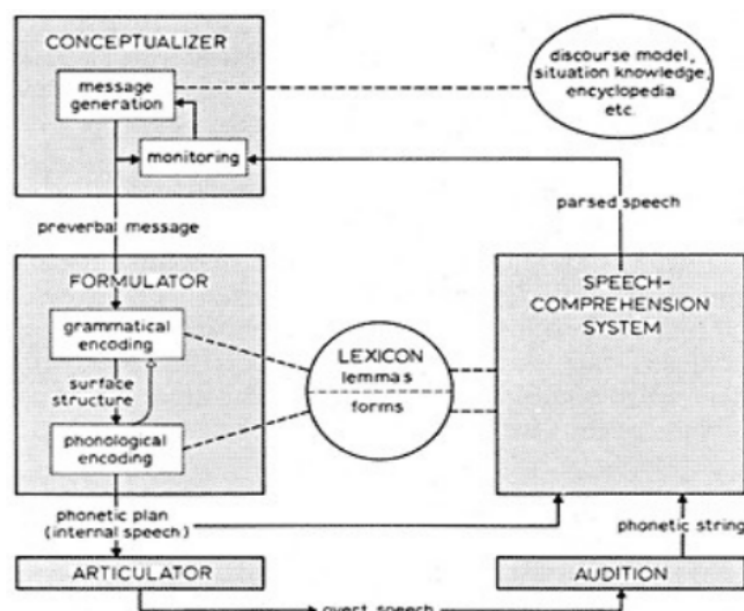 CONCEPTUALIZER
message
generation
monitoring
discourse model,
situation knowledge,
encyclopedia
etc.
parsed speech
preverbal message
FORMULATOR
grammatical
encoding
surface
structure
phonological
encoding
LEXICON
lemmas
forms
SPEECH-
COMPREHENSION
SYSTEM
phonetic plan
(internal speech)
phonetic string
ARTICULATOR
AUDITION
overt speech